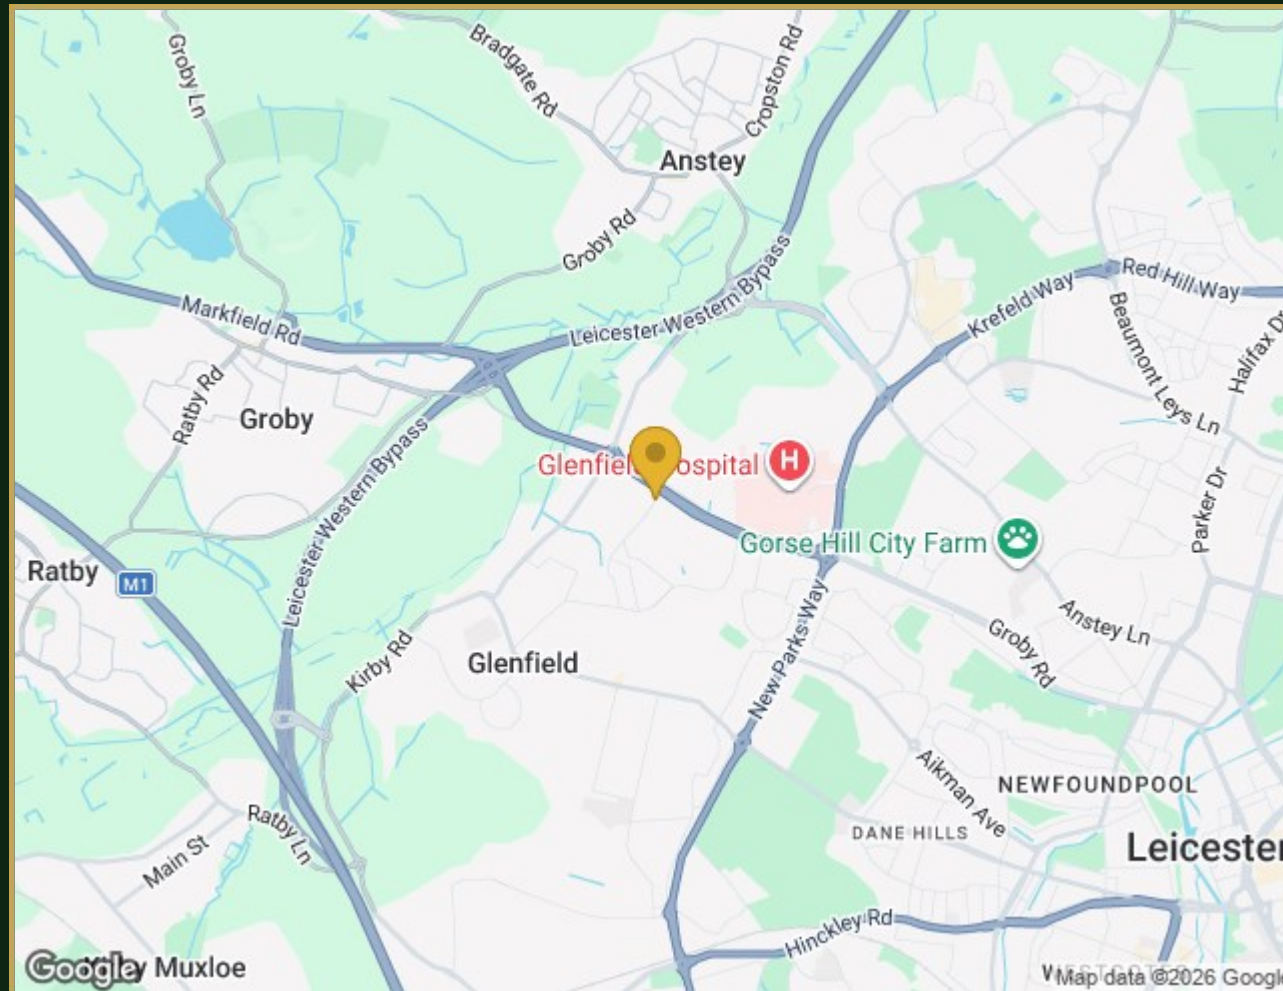 Groby Ln
Bradgate Rd
Cropston Rd
Anstey
Groby Rd
Leicester Western Bypass
Markfield Rd
Krefeld Way
Red Hill Way
Beaumont Leys Ln
Halifax Dr
Ratby Rd
Groby
Leicester Western Bypass
Glenfield Hospital
H
Parker Dr
Gorse Hill City Farm
Ratby
M1
Anstey Ln
Groby Rd
New Parks Way
Kirby Rd
Glenfield
Aikman Ave
NEWFOUNDPOOL
DANE HILLS
Leicester
Ratby Ln
Main St
Hinckley Rd
Google
Muxloe
Map data ©2026 Google